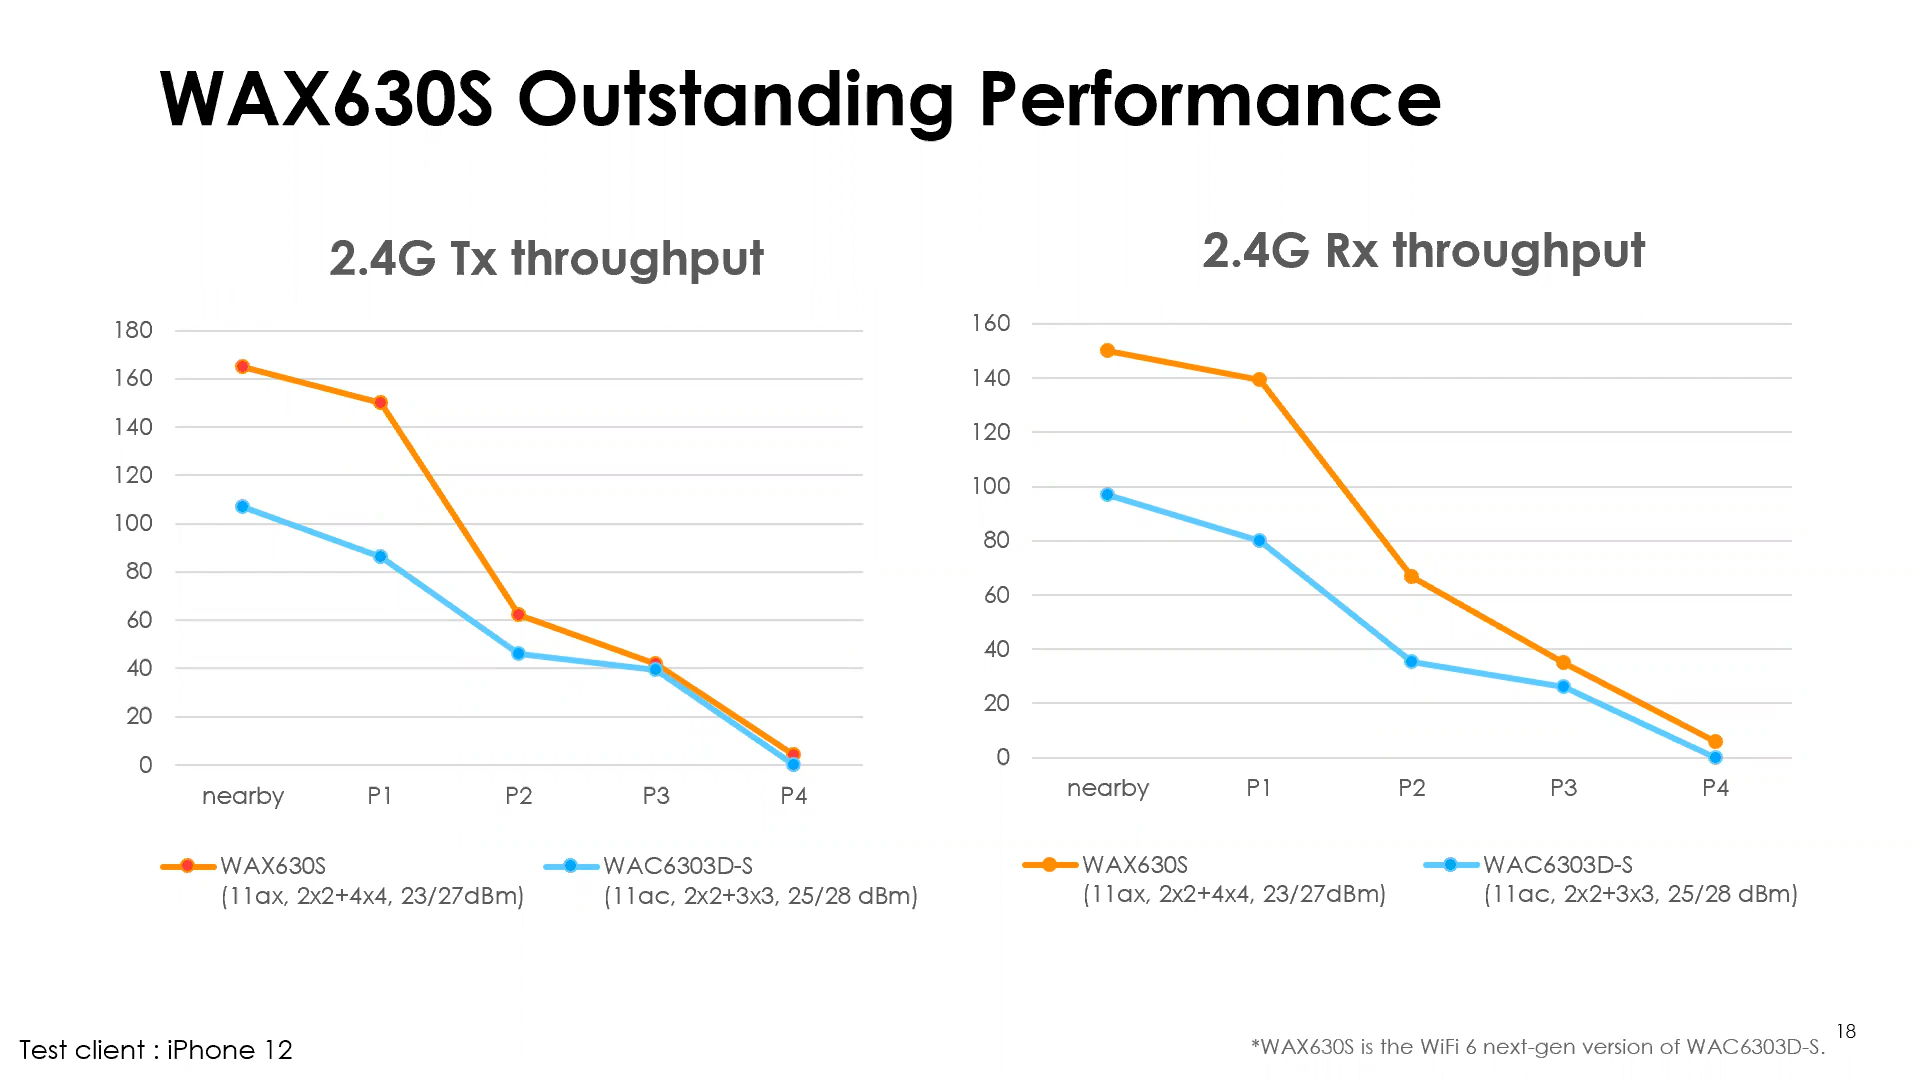 WAX630S Outstanding Performance
2.4G Tx throughput
180
160
140
120
100
80
60
40
20
0
nearby P1 P2 P3 P4
WAX630S
(11ax, 2x2+4x4, 23/27dBm)
WAC6303D-S
(11ac, 2x2+3x3, 25/28 dBm)
2.4G Rx throughput
160
140
120
100
80
60
40
20
0
nearby P1 P2 P3 P4
WAX630S
(11ax, 2x2+4x4, 23/27dBm)
WAC6303D-S
(11ac, 2x2+3x3, 25/28 dBm)
Test client : iPhone 12
*WAX630S is the WiFi 6 next-gen version of WAC6303D-S.
18